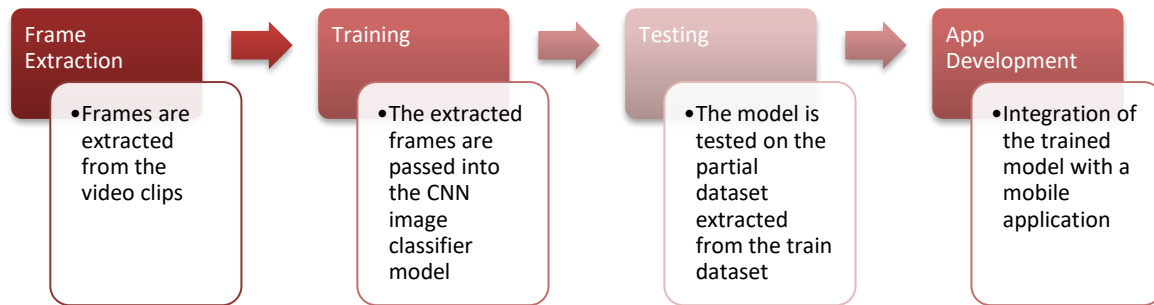 Frame
Extraction
•Frames are
extracted
from the
video clips
Training
•The extracted
frames are
passed into
the CNN
image
classifier
model
Testing
•The model is
tested on the
partial
dataset
extracted
from the train
dataset
App
Development
•Integration of
the trained
model with a
mobile
application